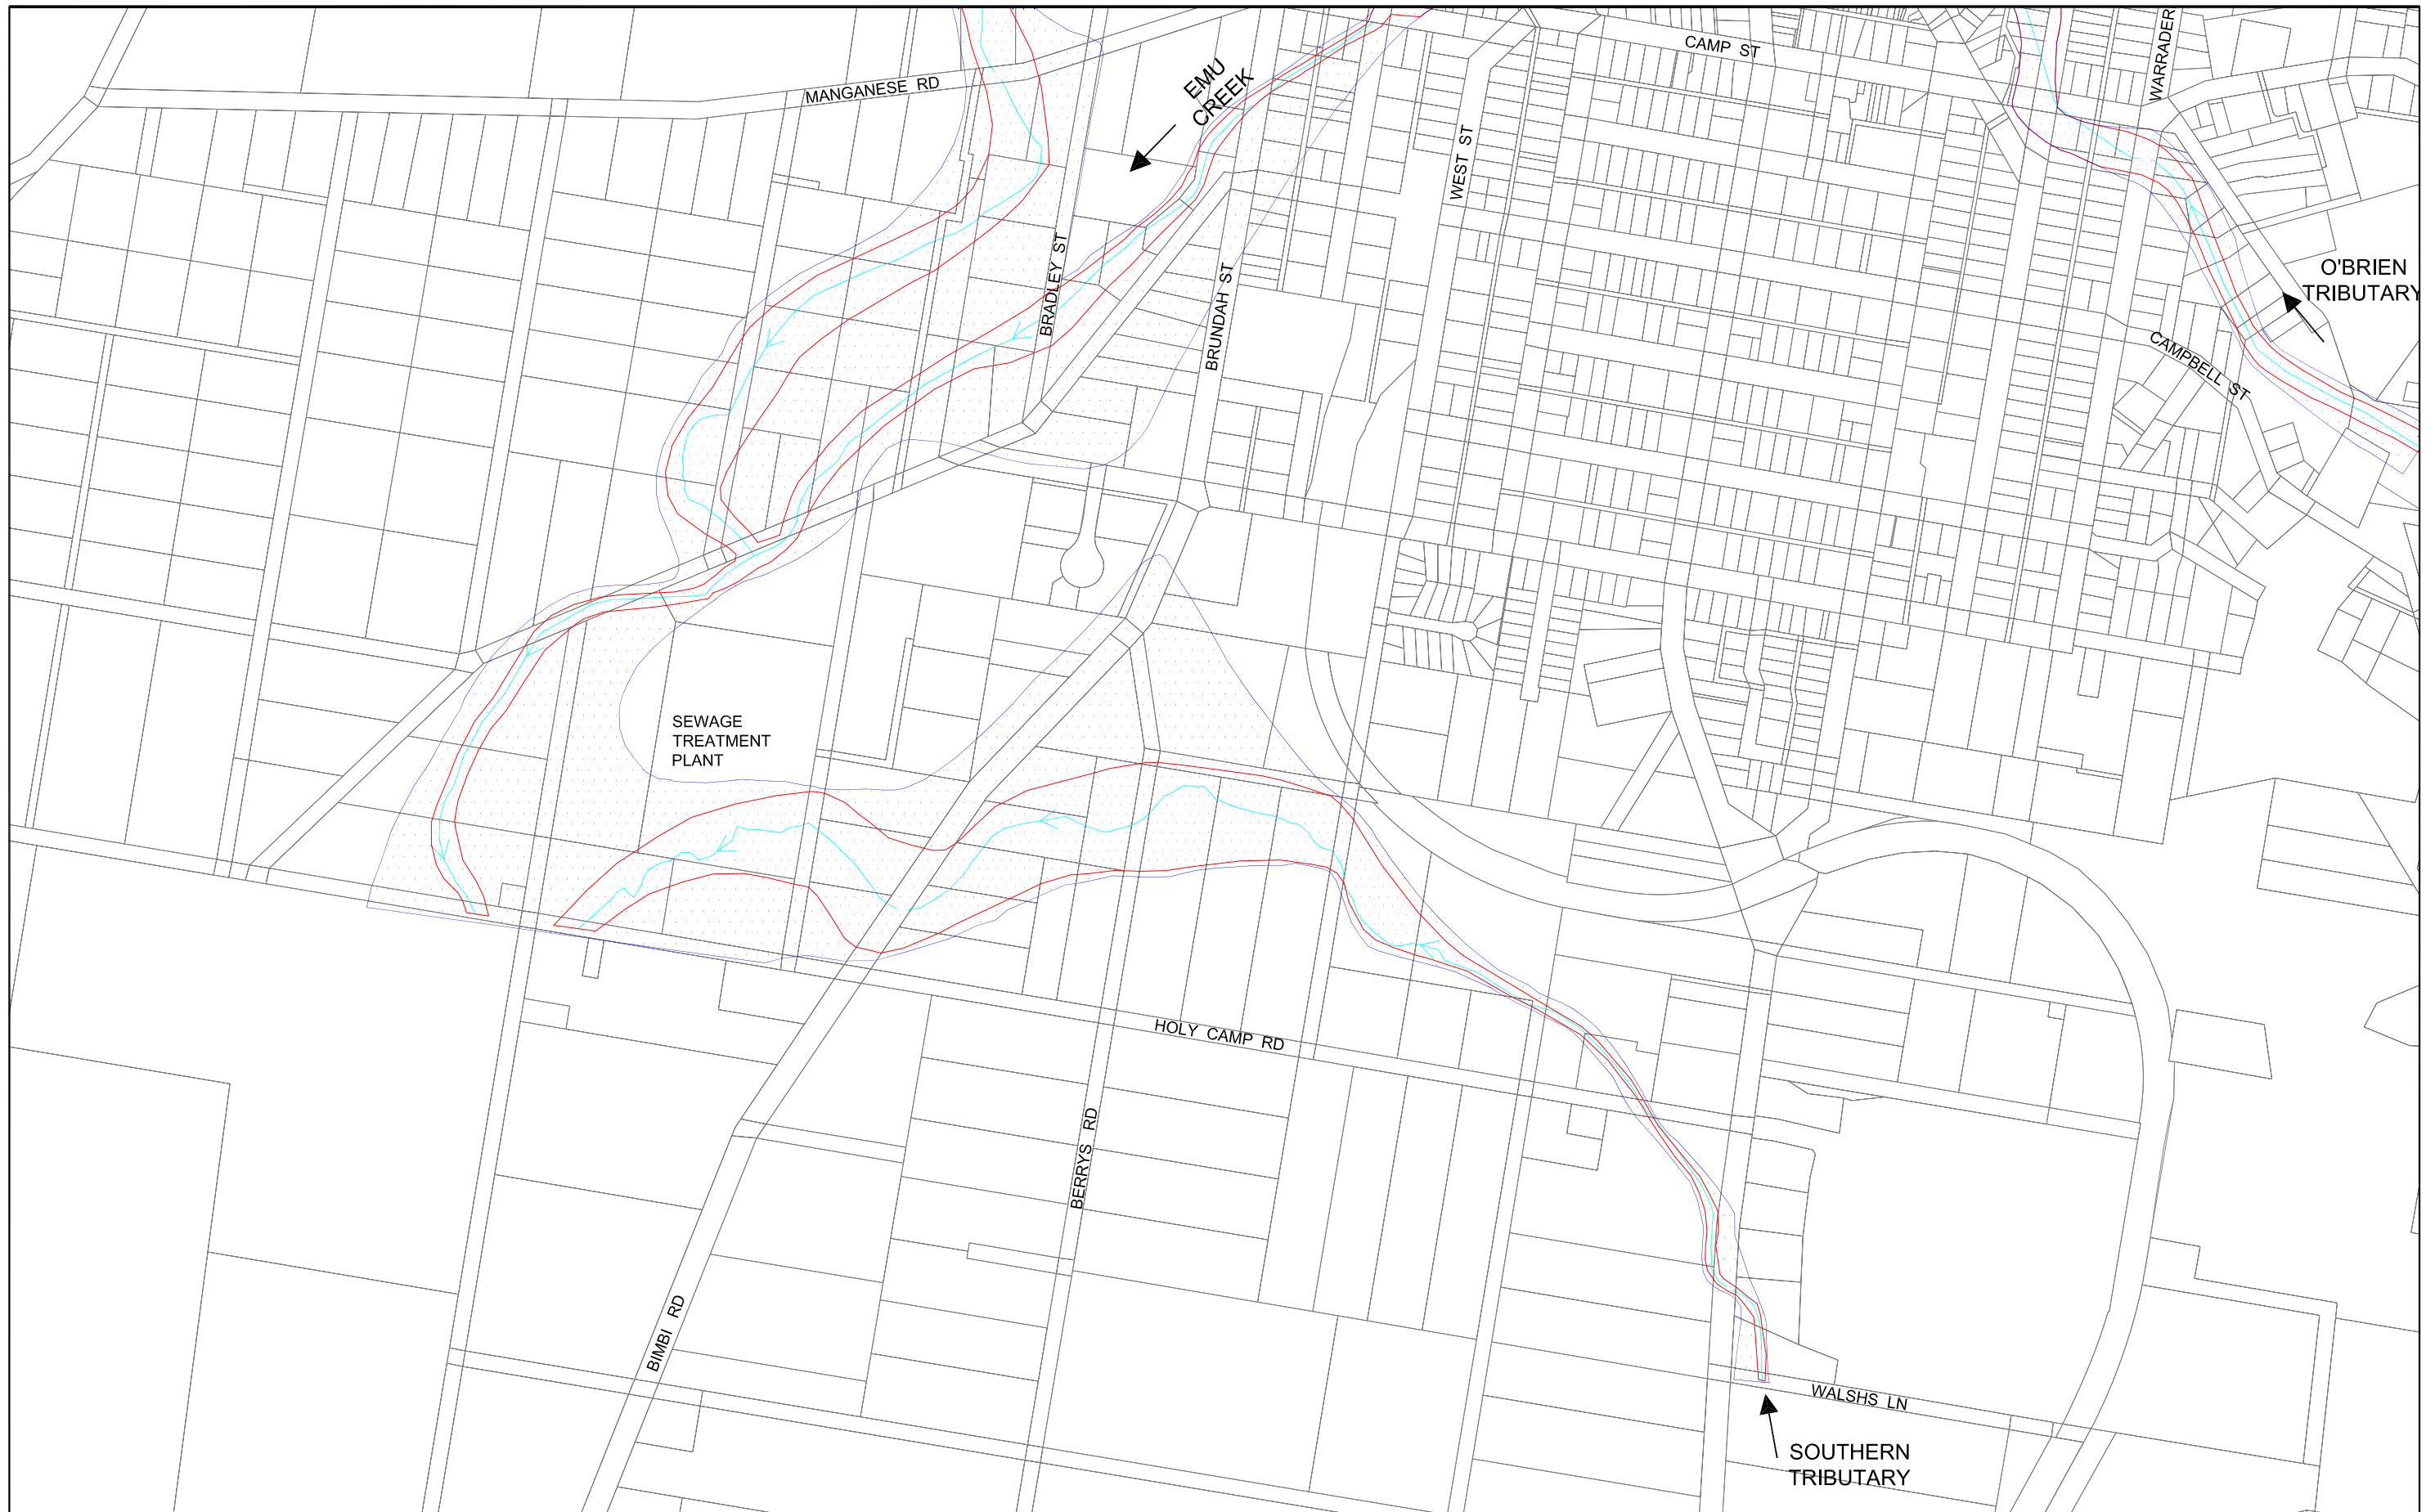 CAMP ST
WARRADER
MANGANESE RD
EMU
CREEK
WEST ST
BRADLEY ST
BRUNDAH ST
O'BRIEN
TRIBUTARY
CAMPBELL ST
SEWAGE
TREATMENT
PLANT
HOLY CAMP RD
BERRYS RD
BIMBI RD
WALSHS LN
SOUTHERN
TRIBUTARY